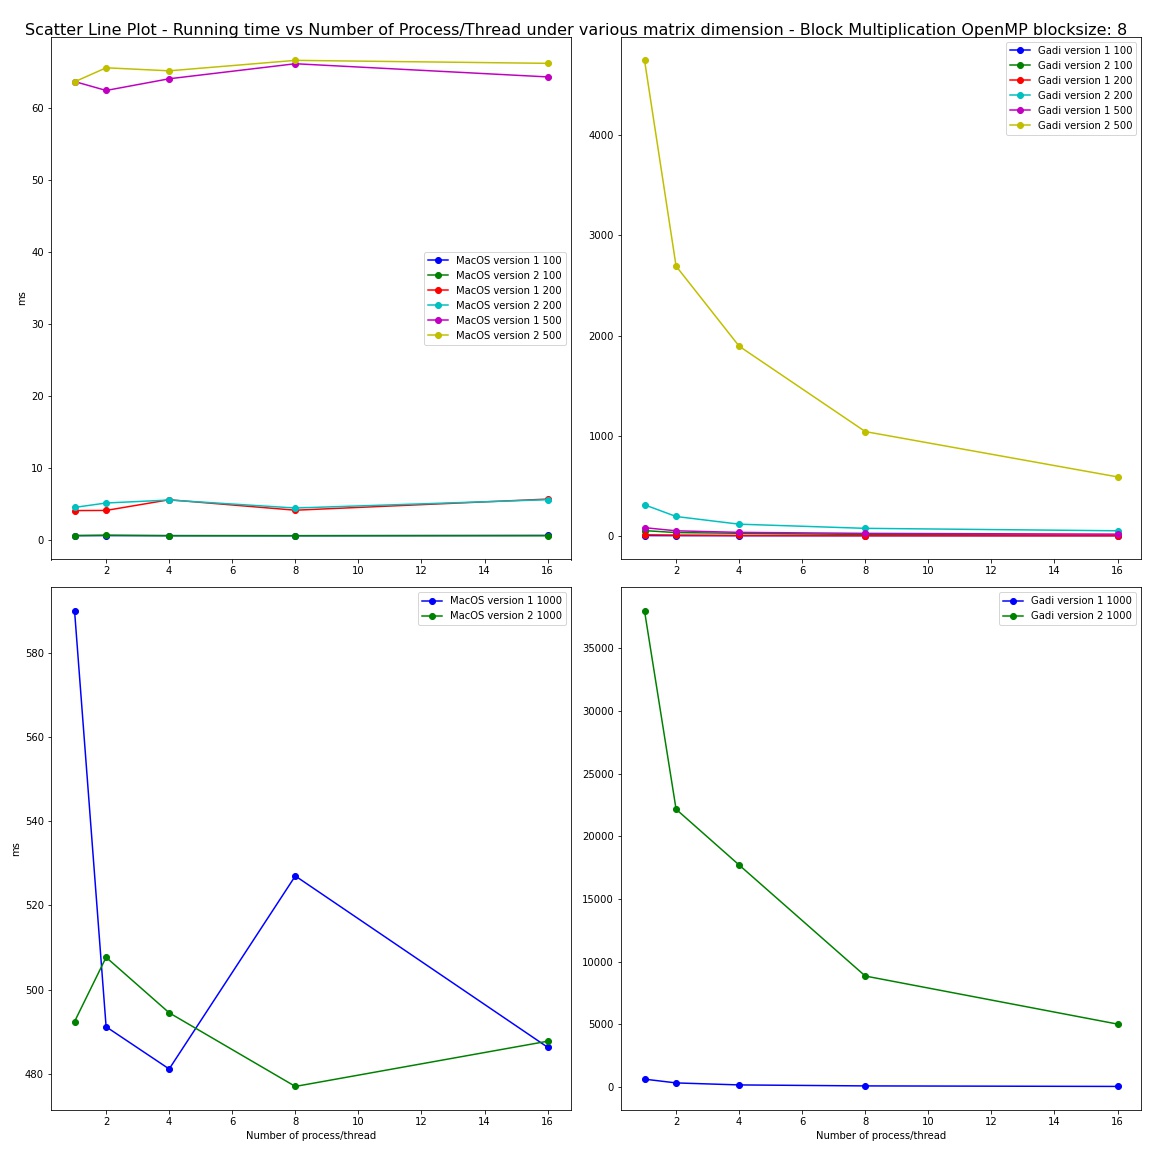 Scatter Line Plot - Running time vs Number of Process/Thread under various matrix dimension - Block Multiplication OpenMP blocksize: 8
ms
60
50
40
30
20
10
0
2 4 6 8 10 12 14 16
MacOS version 1 100
MacOS version 2 100
MacOS version 1 200
MacOS version 2 200
MacOS version 1 500
MacOS version 2 500
4000
3000
2000
1000
0
2 4 6 8 10 12 14 16
Gadi version 1 100
Gadi version 2 100
Gadi version 1 200
Gadi version 2 200
Gadi version 1 500
Gadi version 2 500
ms
580
560
540
520
500
480
2 4 6 8 10 12 14 16
Number of process/thread
MacOS version 1 1000
MacOS version 2 1000
35000
30000
25000
20000
15000
10000
5000
0
2 4 6 8 10 12 14 16
Number of process/thread
Gadi version 1 1000
Gadi version 2 1000